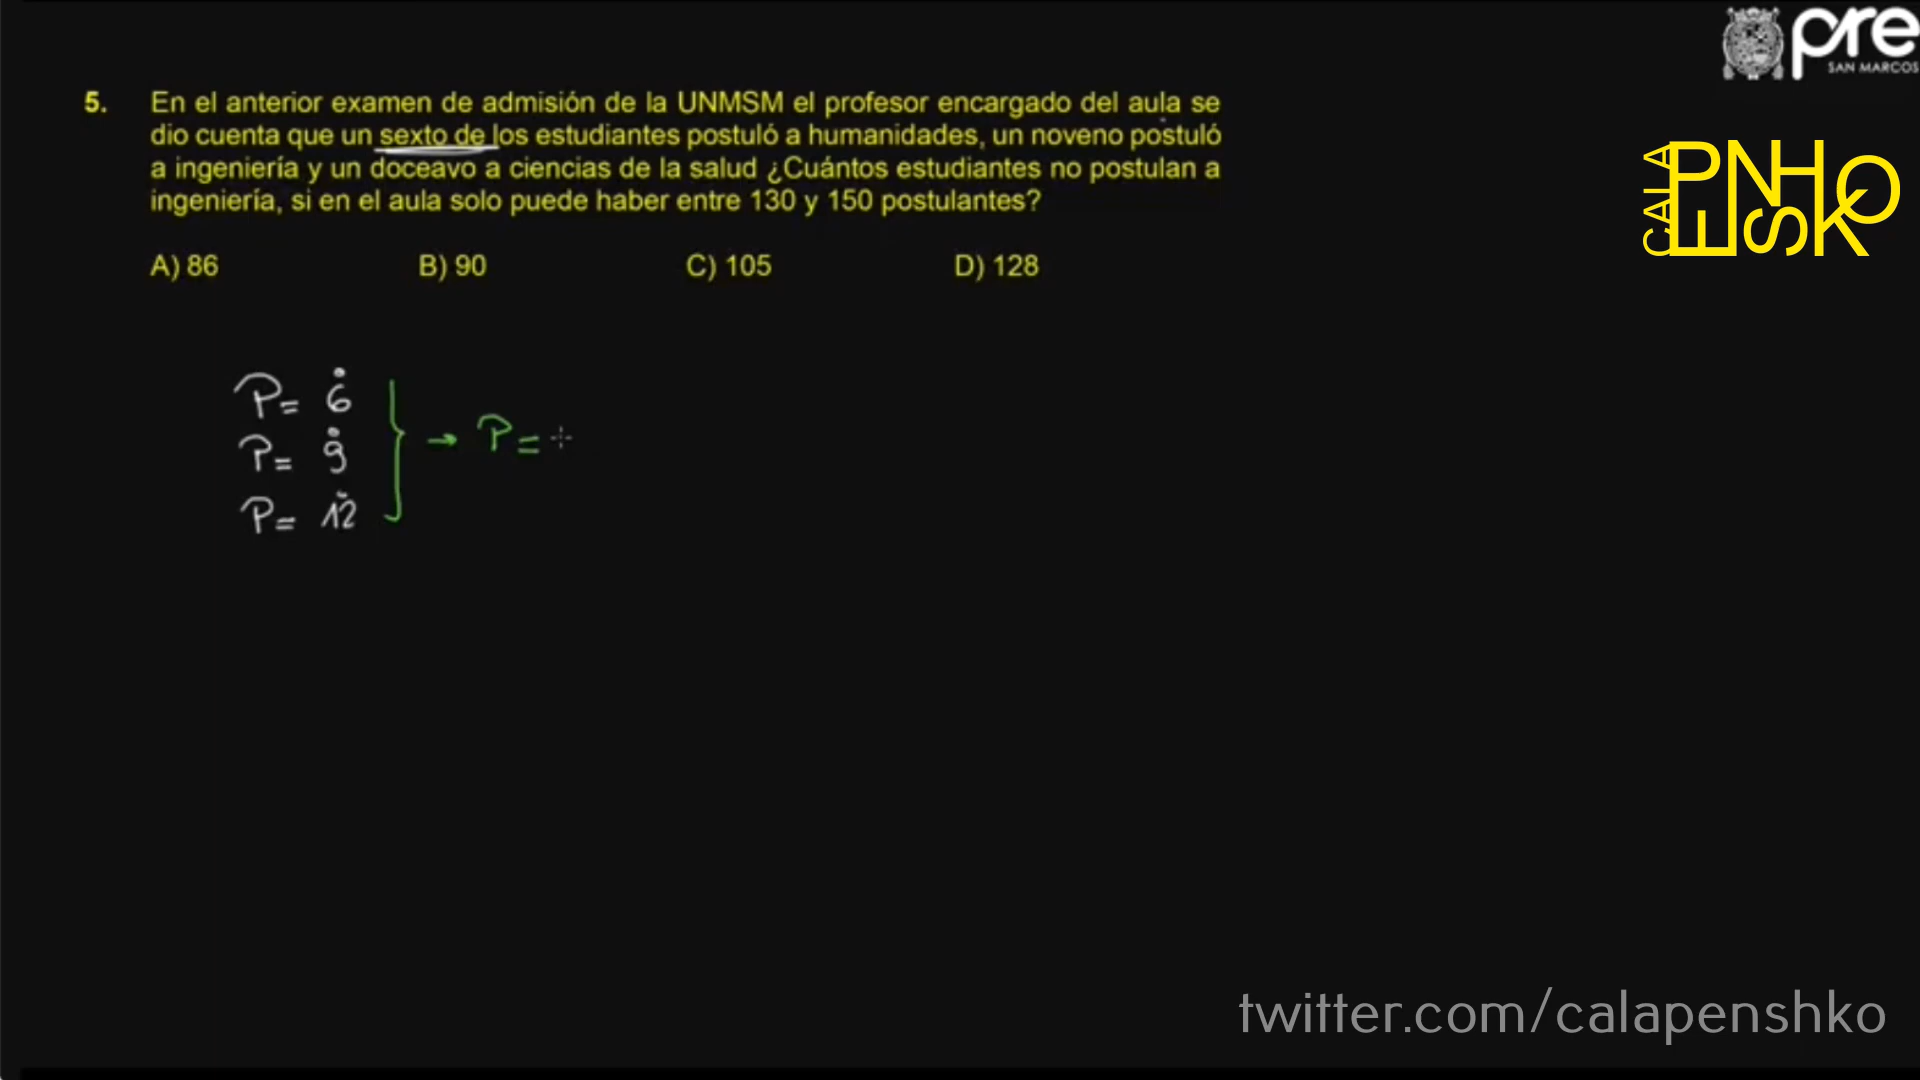 pre
SAN MARCOS
5. En el anterior examen de admisión de la UNMSM el profesor encargado del aula se
dio cuenta que un sexto de los estudiantes postuló a humanidades, un noveno postuló
a ingeniería y un doceavo a ciencias de la salud ¿Cuántos estudiantes no postulan a
ingeniería, si en el aula solo puede haber entre 130 y 150 postulantes?
A) 86 B) 90 C) 105 D) 128
CALA PENSHKO
P= 6̇
P= 9̇
P= 12̇
→ P=
twitter.com/calapenshko